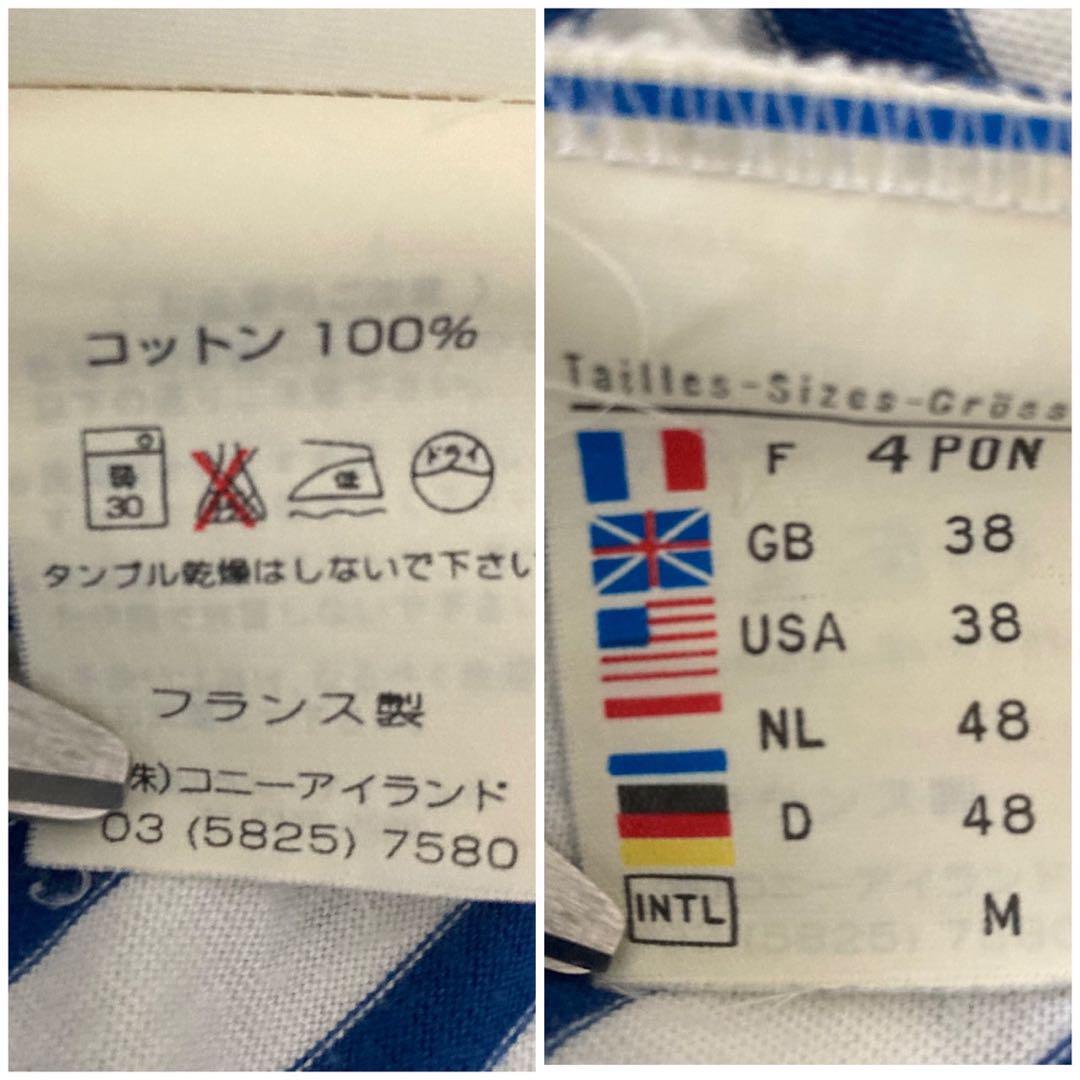 コットン 100%
弱
30
低
ドライ
タンブル乾燥はしないで下さい
フランス製
株)コニーアイランド
03 (5825) 7580
Tailles-Sizes-Gröss
F 4 PON
GB 38
USA 38
NL 48
D 48
INTL M